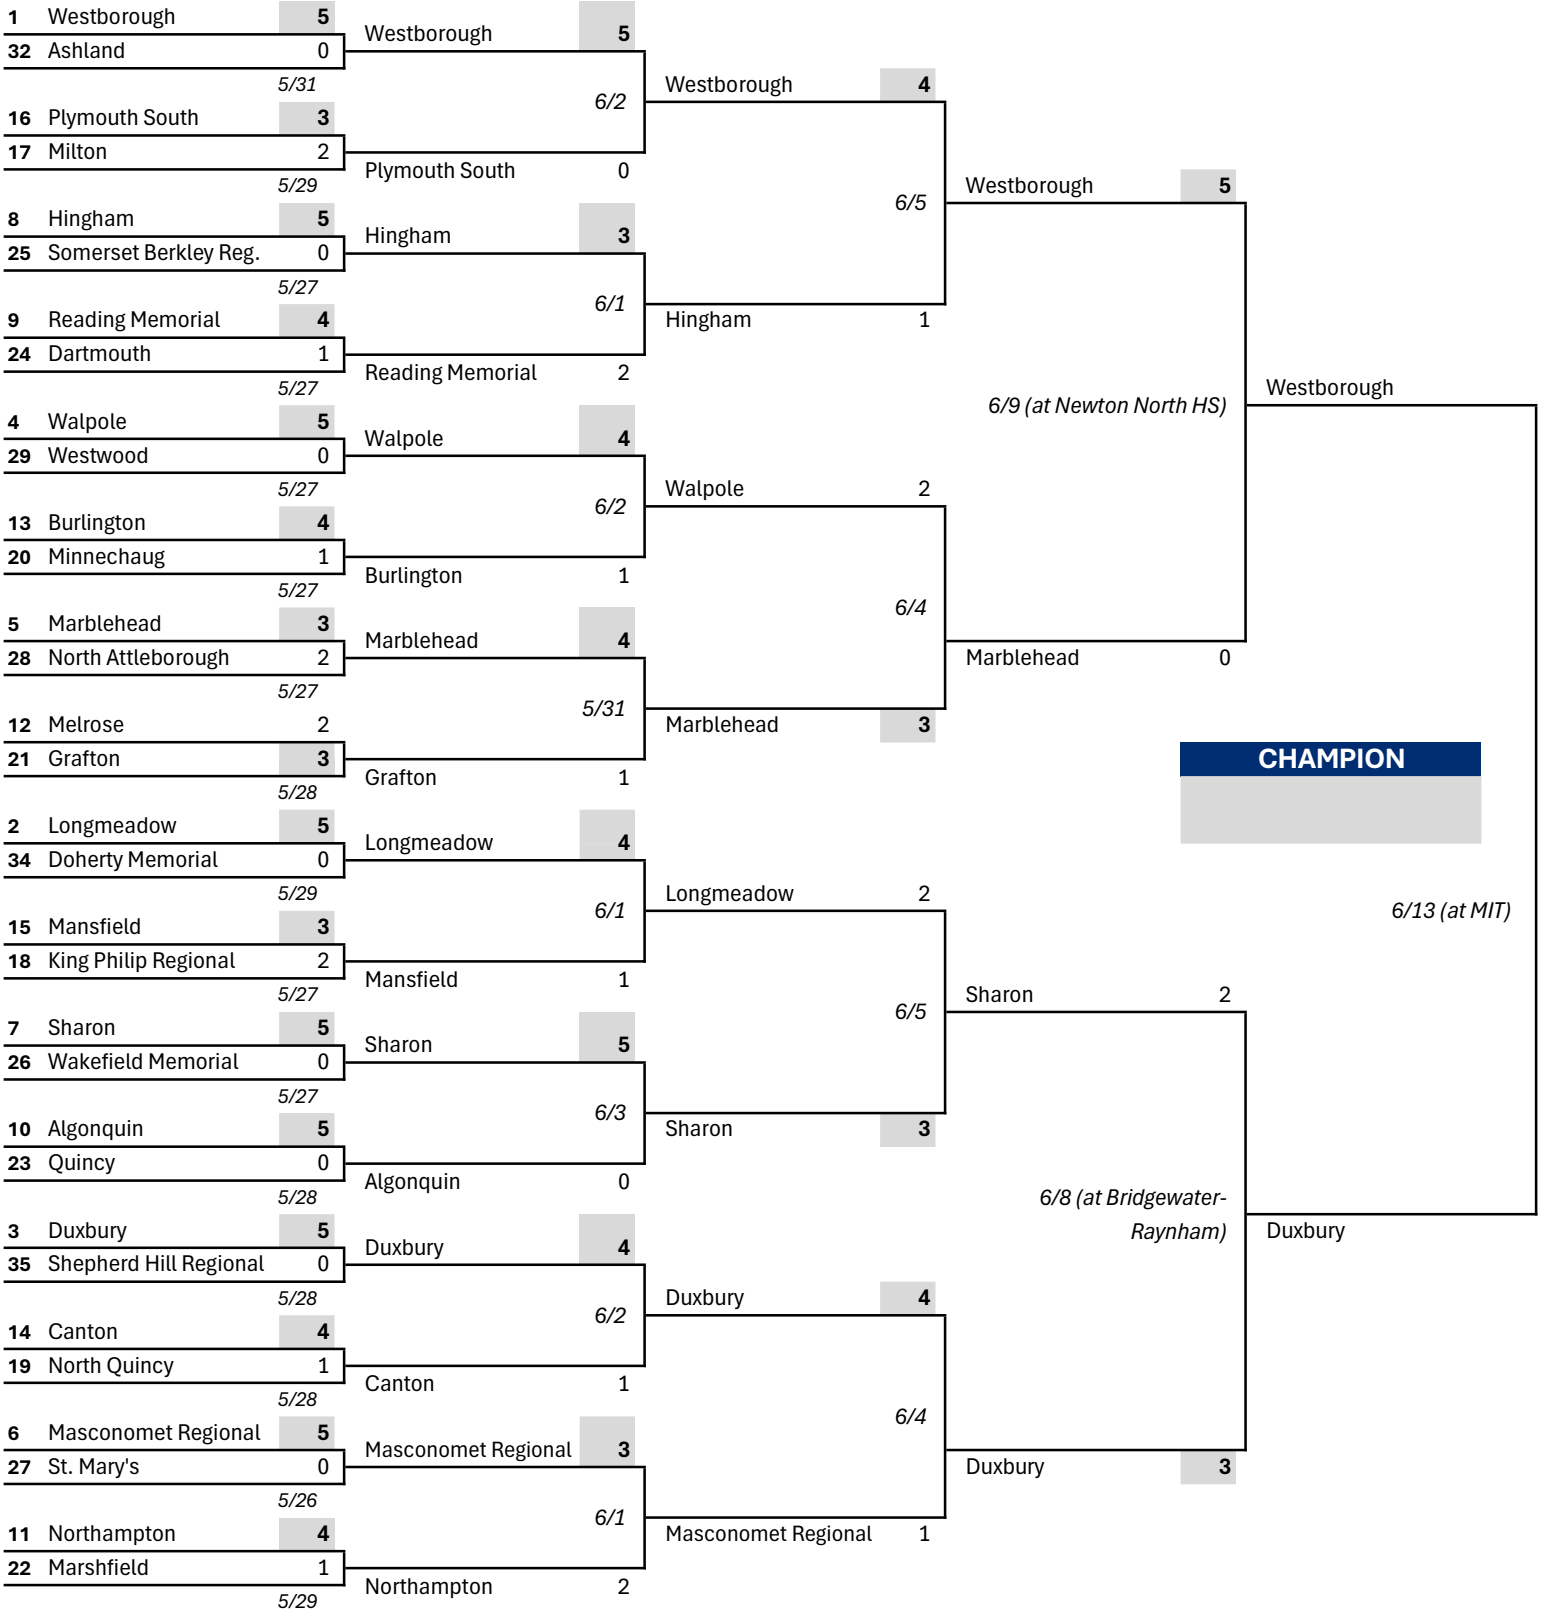 1 Westborough 5
32 Ashland 0
5/31
16 Plymouth South 3
17 Milton 2
5/29
8 Hingham 5
25 Somerset Berkley Reg. 0
5/27
9 Reading Memorial 4
24 Dartmouth 1
5/27
4 Walpole 5
29 Westwood 0
5/27
13 Burlington 4
20 Minnechaug 1
5/27
5 Marblehead 3
28 North Attleborough 2
5/27
12 Melrose 2
21 Grafton 3
5/28
2 Longmeadow 5
34 Doherty Memorial 0
5/29
15 Mansfield 3
18 King Philip Regional 2
5/27
7 Sharon 5
26 Wakefield Memorial 0
5/27
10 Algonquin 5
23 Quincy 0
5/28
3 Duxbury 5
35 Shepherd Hill Regional 0
5/28
14 Canton 4
19 North Quincy 1
5/28
6 Masconomet Regional 5
27 St. Mary's 0
5/26
11 Northampton 4
22 Marshfield 1
5/29
Westborough 5
6/2
Plymouth South 0
Hingham 3
6/1
Reading Memorial 2
Walpole 4
6/2
Burlington 1
Marblehead 4
5/31
Grafton 1
Longmeadow 4
6/1
Mansfield 1
Sharon 5
6/3
Algonquin 0
Duxbury 4
6/2
Canton 1
Masconomet Regional 3
6/1
Northampton 2
Westborough 4
6/5
Hingham 1
Walpole 2
6/4
Marblehead 3
Longmeadow 2
6/5
Sharon 3
Duxbury 4
6/4
Masconomet Regional 1
Westborough 5
6/9 (at Newton North HS)
Marblehead 0
Sharon 2
6/8 (at Bridgewater-
Raynham)
Duxbury 3
Westborough
CHAMPION
6/13 (at MIT)
Duxbury